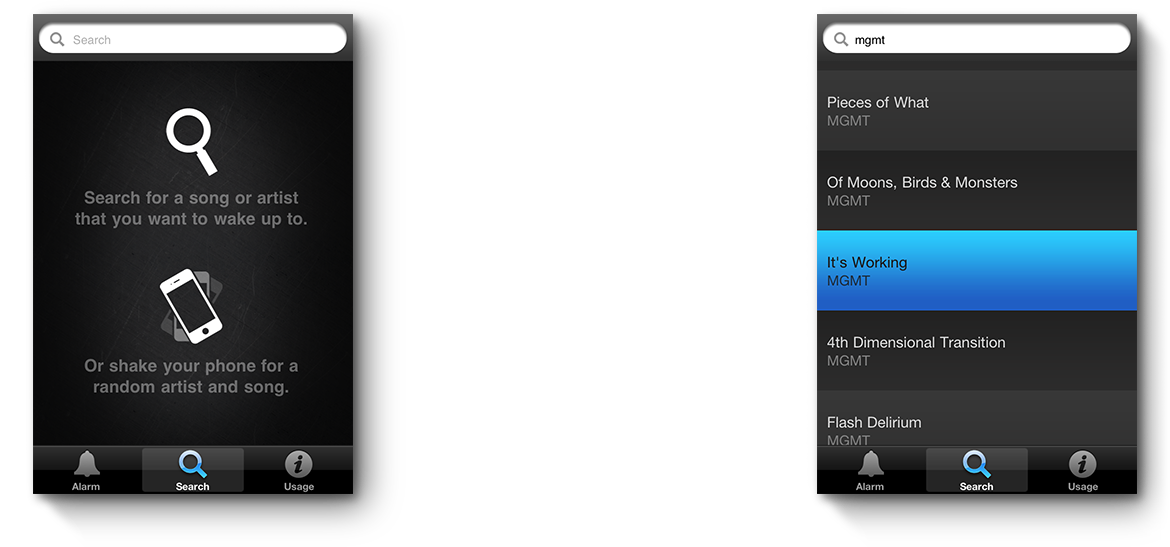 Search
Search for a song or artist
that you want to wake up to.
Or shake your phone for a
random artist and song.
Alarm
Search
Usage
mgmt
Pieces of What
MGMT
Of Moons, Birds & Monsters
MGMT
It's Working
MGMT
4th Dimensional Transition
MGMT
Flash Delirium
MGMT
Alarm
Search
Usage